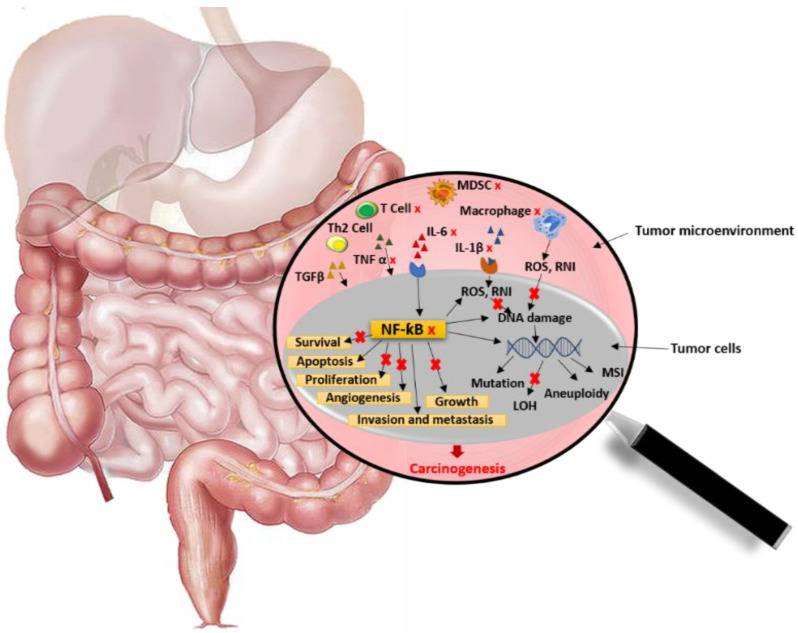 MDSC x
T Cell x
Macrophage x
Th2 Cell
IL-6 x
Tumor microenvironment
TNF α x
IL-1β x
TGFβ
ROS, RNI
ROS, RNI
NF-kB x
DNA damage
Survival
Tumor cells
Apoptosis
Proliferation
Mutation
MSI
Angiogenesis
Growth
LOH
Aneuploidy
Invasion and metastasis
Carcinogenesis